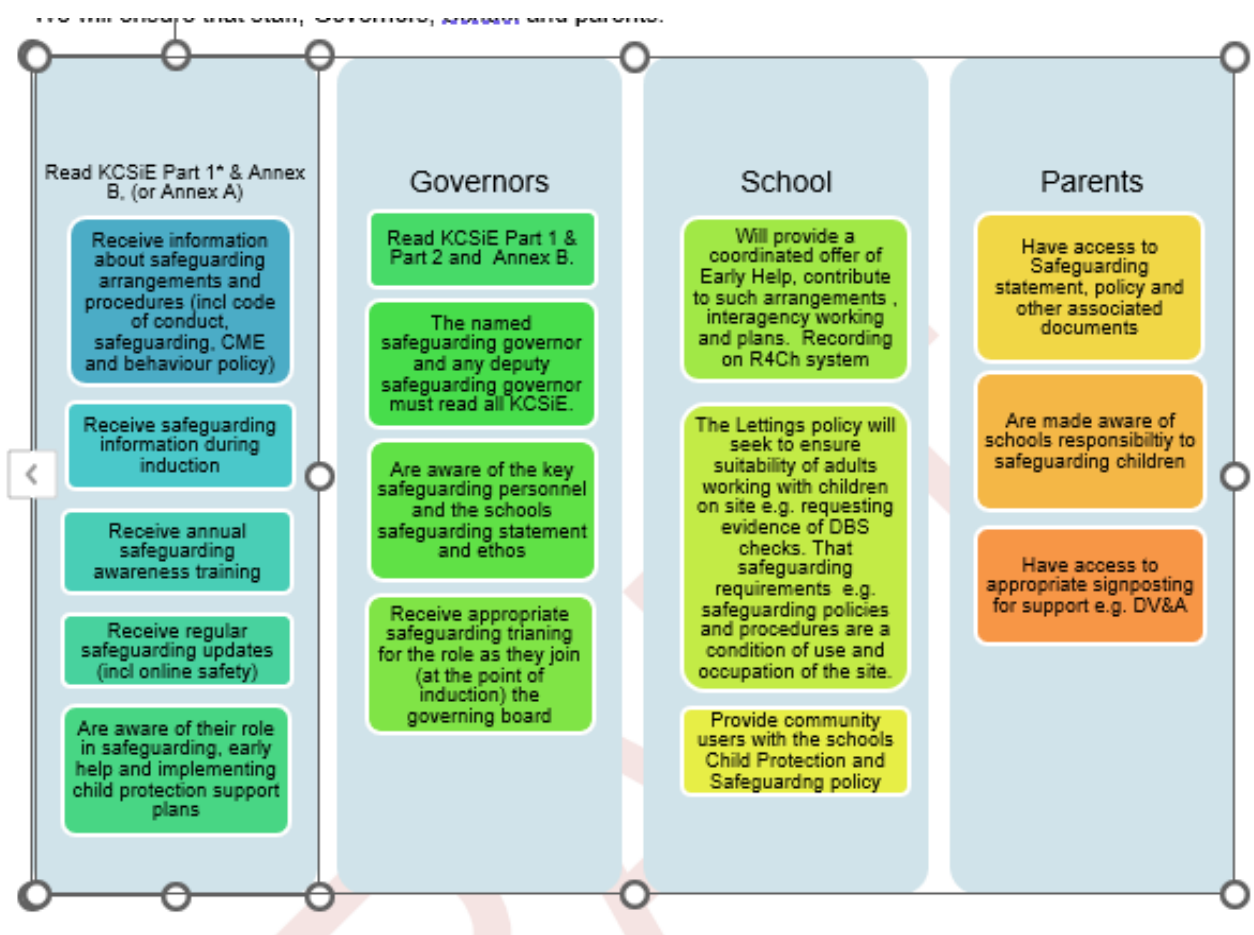 We will ensure that staff, Governors, and parents.
Read KCSiE Part 1* & Annex
B, (or Annex A)
Receive information
about safeguarding
arrangements and
procedures (incl code
of conduct,
safeguarding, CME
and behaviour policy)
Receive safeguarding
information during
induction
Receive annual
safeguarding
awareness training
Receive regular
safeguarding updates
(incl online safety)
Are aware of their role
in safeguarding, early
help and implementing
child protection support
plans
Governors
Read KCSiE Part 1 &
Part 2 and Annex B.
The named
safeguarding governor
and any deputy
safeguarding governor
must read all KCSiE.
Are aware of the key
safeguarding personnel
and the schools
safeguarding statement
and ethos
Receive appropriate
safeguarding trianing
for the role as they join
(at the point of
induction) the
governing board
School
Will provide a
coordinated offer of
Early Help, contribute
to such arrangements ,
interagency working
and plans. Recording
on R4Ch system
The Lettings policy will
seek to ensure
suitability of adults
working with children
on site e.g. requesting
evidence of DBS
checks. That
safeguarding
requirements e.g.
safeguarding policies
and procedures are a
condition of use and
occupation of the site.
Provide community
users with the schools
Child Protection and
Safeguardng policy
Parents
Have access to
Safeguarding
statement, policy and
other associated
documents
Are made aware of
schools responsibiltiy to
safeguarding children
Have access to
appropriate signposting
for support e.g. DV&A